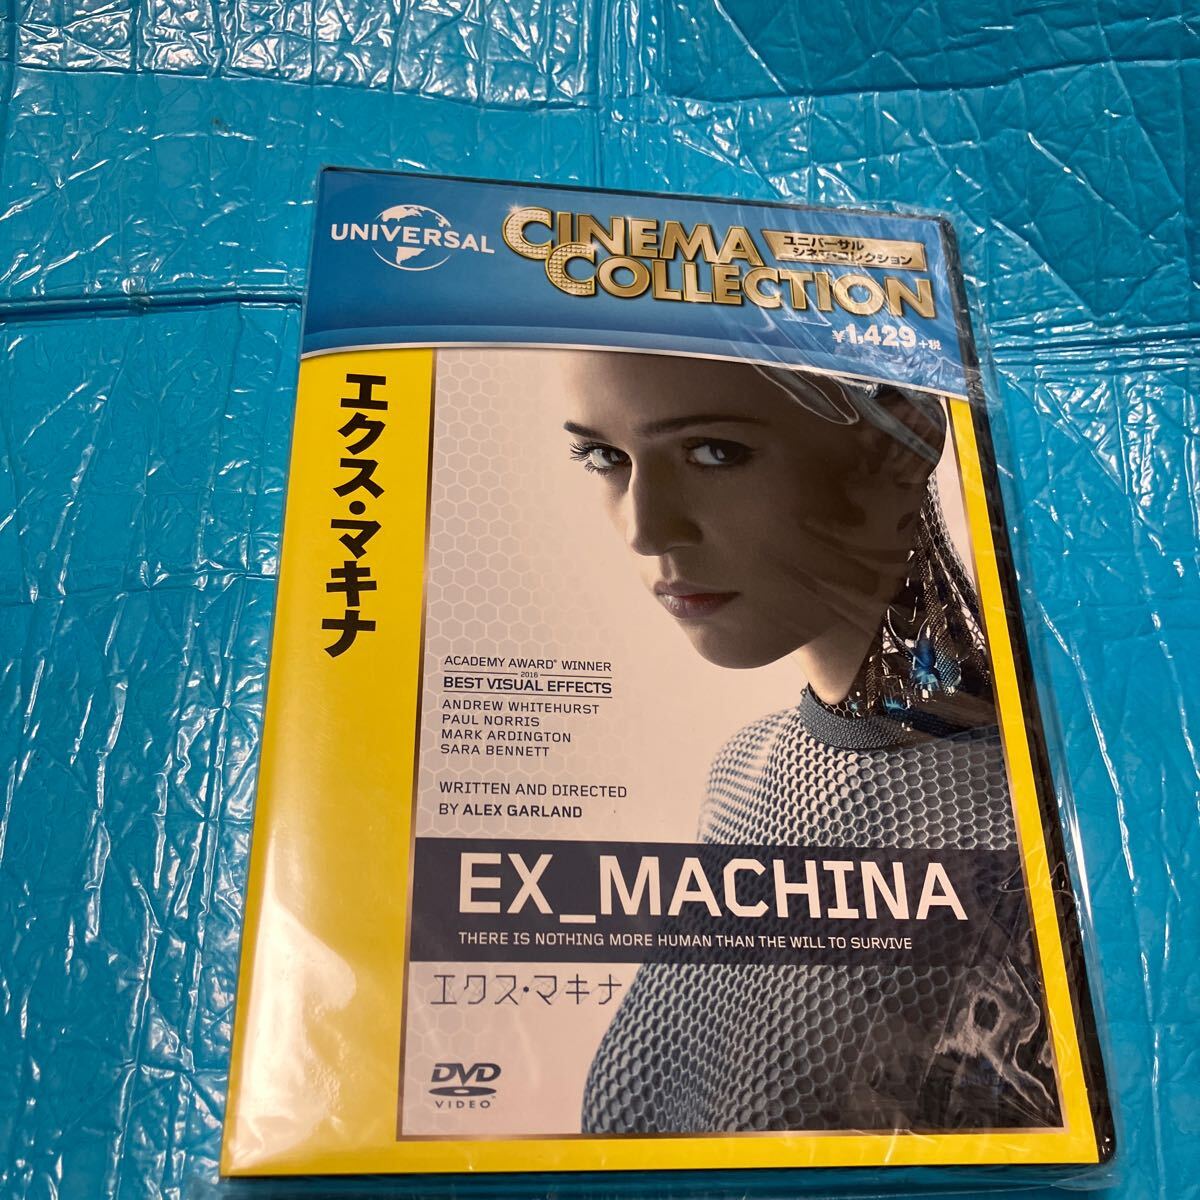 UNIVERSAL
CINEMA
COLLECTION
ユニバーサル
シネマ・コレクション
¥1,429+税
エクス・マキナ
ACADEMY AWARD® WINNER
2016
BEST VISUAL EFFECTS
ANDREW WHITEHURST
PAUL NORRIS
MARK ARDINGTON
SARA BENNETT
WRITTEN AND DIRECTED
BY ALEX GARLAND
EX_MACHINA
THERE IS NOTHING MORE HUMAN THAN THE WILL TO SURVIVE
エクス・マキナ
DVD
VIDEO